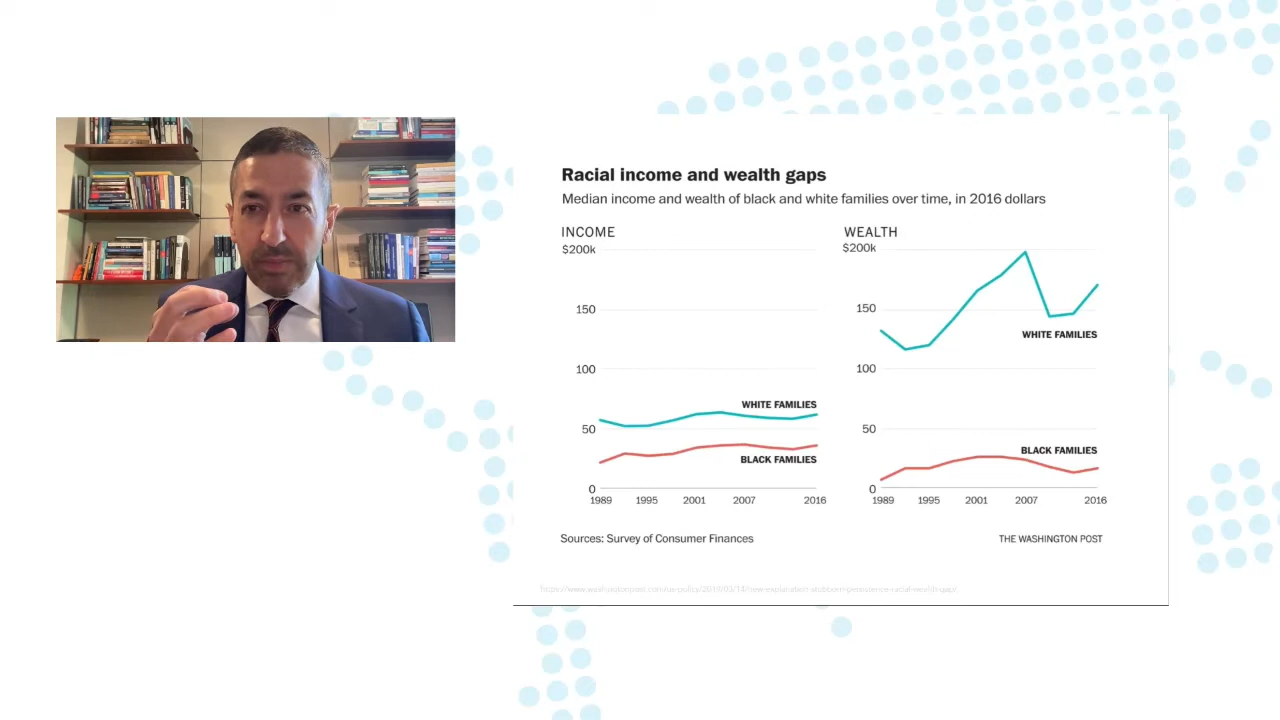 Racial income and wealth gaps
Median income and wealth of black and white families over time, in 2016 dollars
INCOME
$200k
150
100
50
0
WHITE FAMILIES
BLACK FAMILIES
1989 1995 2001 2007 2016
WEALTH
$200k
150
100
50
0
WHITE FAMILIES
BLACK FAMILIES
1989 1995 2001 2007 2016
Sources: Survey of Consumer Finances
THE WASHINGTON POST